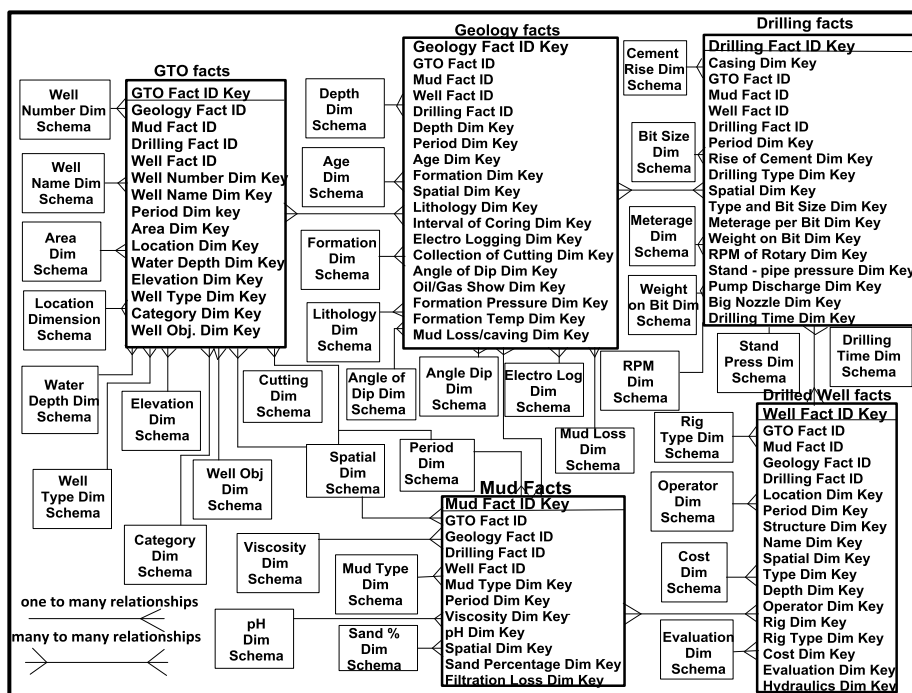 GTO facts
GTO Fact ID Key
Geology Fact ID
Mud Fact ID
Drilling Fact ID
Well Fact ID
Well Number Dim Key
Well Name Dim Key
Period Dim key
Area Dim Key
Location Dim Key
Water Depth Dim Key
Elevation Dim Key
Well Type Dim Key
Category Dim Key
Well Obj. Dim Key
Well
Number Dim
Schema
Well
Name Dim
Schema
Area
Dim
Schema
Location
Dimension
Schema
Water
Depth Dim
Schema
Well
Type Dim
Schema
Elevation
Dim
Schema
Category
Dim
Schema
Well Obj
Dim
Schema
Cutting
Dim
Schema
Spatial
Dim
Schema
Period
Dim
Schema
Geology facts
Geology Fact ID Key
GTO Fact ID
Mud Fact ID
Well Fact ID
Drilling Fact ID
Depth Dim Key
Period Dim Key
Age Dim Key
Formation Dim Key
Spatial Dim Key
Lithology Dim Key
Interval of Coring Dim Key
Electro Logging Dim Key
Collection of Cutting Dim Key
Angle of Dip Dim Key
Oil/Gas Show Dim Key
Formation Pressure Dim Key
Formation Temp Dim Key
Mud Loss/caving Dim Key
Depth
Dim
Schema
Age
Dim
Schema
Formation
Dim
Schema
Lithology
Dim
Schema
Angle of
Dip Dim
Schema
Angle Dip
Dim
Schema
Electro Log
Dim
Schema
Mud Loss
Dim
Schema
Drilling facts
Drilling Fact ID Key
Casing Dim Key
GTO Fact ID
Mud Fact ID
Well Fact ID
Drilling Fact ID
Period Dim Key
Rise of Cement Dim Key
Drilling Type Dim Key
Spatial Dim Key
Type and Bit Size Dim Key
Meterage per Bit Dim Key
Weight on Bit Dim Key
RPM of Rotary Dim Key
Stand - pipe pressure Dim Key
Pump Discharge Dim Key
Big Nozzle Dim Key
Drilling Time Dim Key
Cement
Rise Dim
Schema
Bit Size
Dim
Schema
Meterage
Dim
Schema
Weight
on Bit Dim
Schema
RPM
Dim
Schema
Stand
Press Dim
Schema
Drilling
Time Dim
Schema
Drilled Well facts
Well Fact ID Key
GTO Fact ID
Mud Fact ID
Geology Fact ID
Drilling Fact ID
Location Dim Key
Period Dim Key
Structure Dim Key
Name Dim Key
Spatial Dim Key
Type Dim Key
Depth Dim Key
Operator Dim Key
Rig Dim Key
Rig Type Dim Key
Cost Dim Key
Evaluation Dim Key
Hydraulics Dim Key
Rig
Type Dim
Schema
Operator
Dim
Schema
Cost
Dim
Schema
Evaluation
Dim
Schema
Mud Facts
Mud Fact ID Key
GTO Fact ID
Geology Fact ID
Drilling Fact ID
Well Fact ID
Mud Type Dim Key
Period Dim Key
Viscosity Dim Key
pH Dim Key
Spatial Dim Key
Sand Percentage Dim Key
Filtration Loss Dim Key
Viscosity
Dim
Schema
Mud Type
Dim
Schema
pH
Dim
Schema
Sand %
Dim
Schema
one to many relationships
many to many relationships